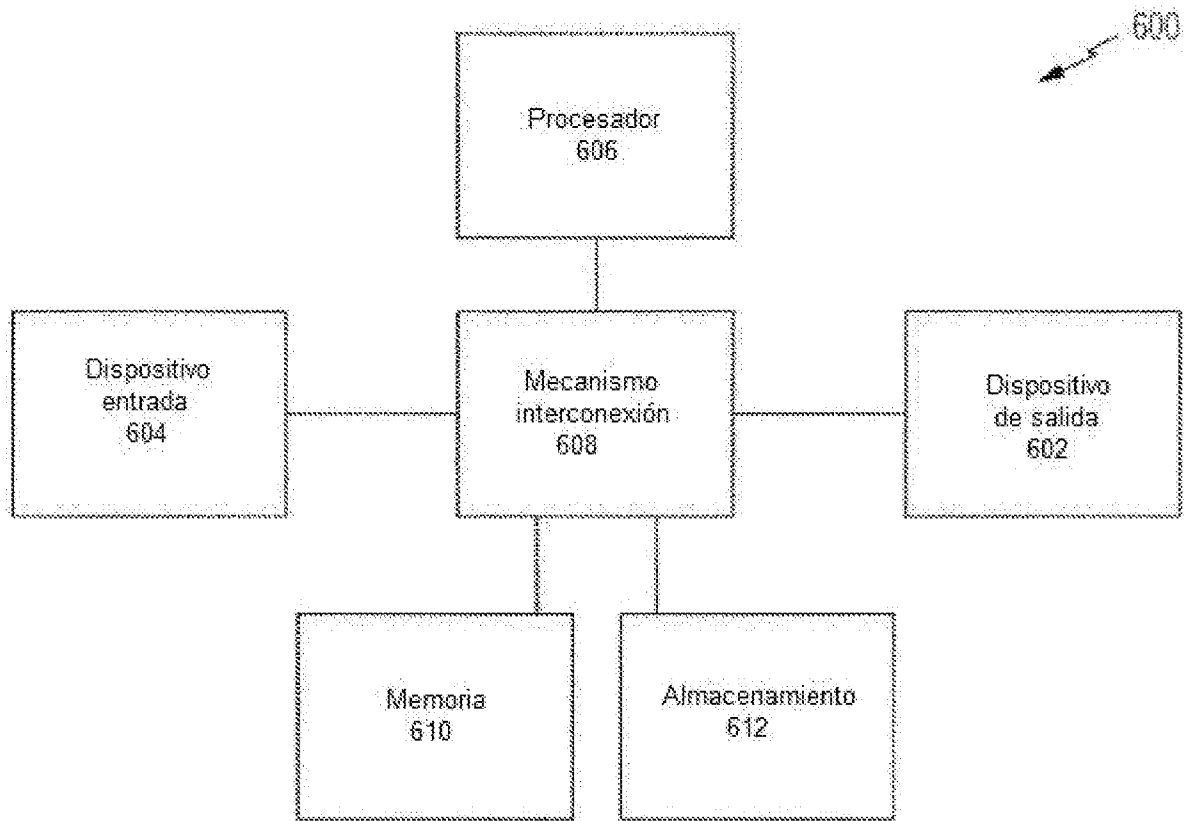 600
Procesador
606
Dispositivo
entrada
604
Mecanismo
interconexión
608
Dispositivo
de salida
602
Memoria
610
Almacenamiento
612